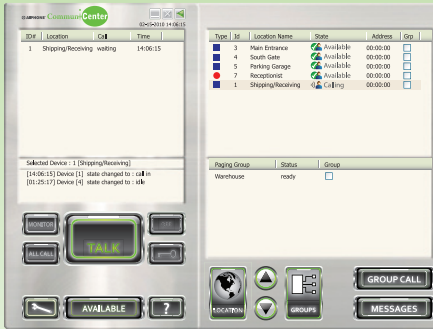 AIPHONE CommuniCenter
02-15-2010 14:06:15
ID# Location Call Time
1 Shipping/Receiving waiting 14:06:15
Selected Device : 1 [Shipping/Receiving]
[14:06:15] Device [1] state changed to : call in
[01:25:17] Device [4] state changed to : idle
MONITOR
TALK
ALL CALL
AVAILABLE
?
Type Id Location Name State Address Grp
3 Main Entrance Available 00:00:00
4 South Gate Available 00:00:00
5 Parking Garage Available 00:00:00
7 Receptionist Available 00:00:00
1 Shipping/Receiving Calling 00:00:00
Paging Group Status Group
Warehouse ready
LOCATION
GROUPS
GROUP CALL
MESSAGES